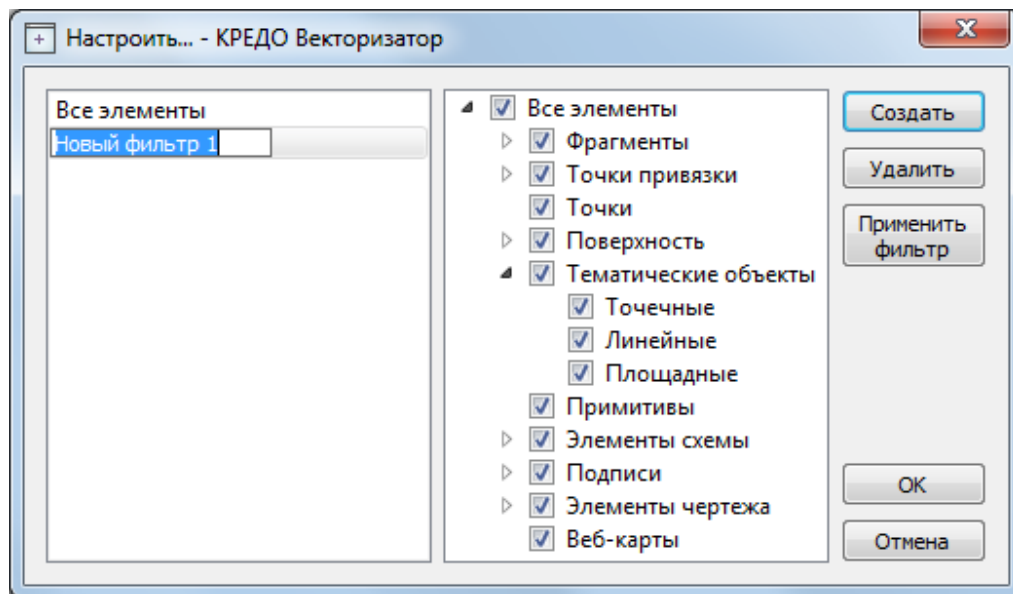 Настроить... - КРЕДО Векторизатор
Все элементы
Новый фильтр 1
Все элементы
Фрагменты
Точки привязки
Точки
Поверхность
Тематические объекты
Точечные
Линейные
Площадные
Примитивы
Элементы схемы
Подписи
Элементы чертежа
Веб-карты
Создать
Удалить
Применить
фильтр
OK
Отмена